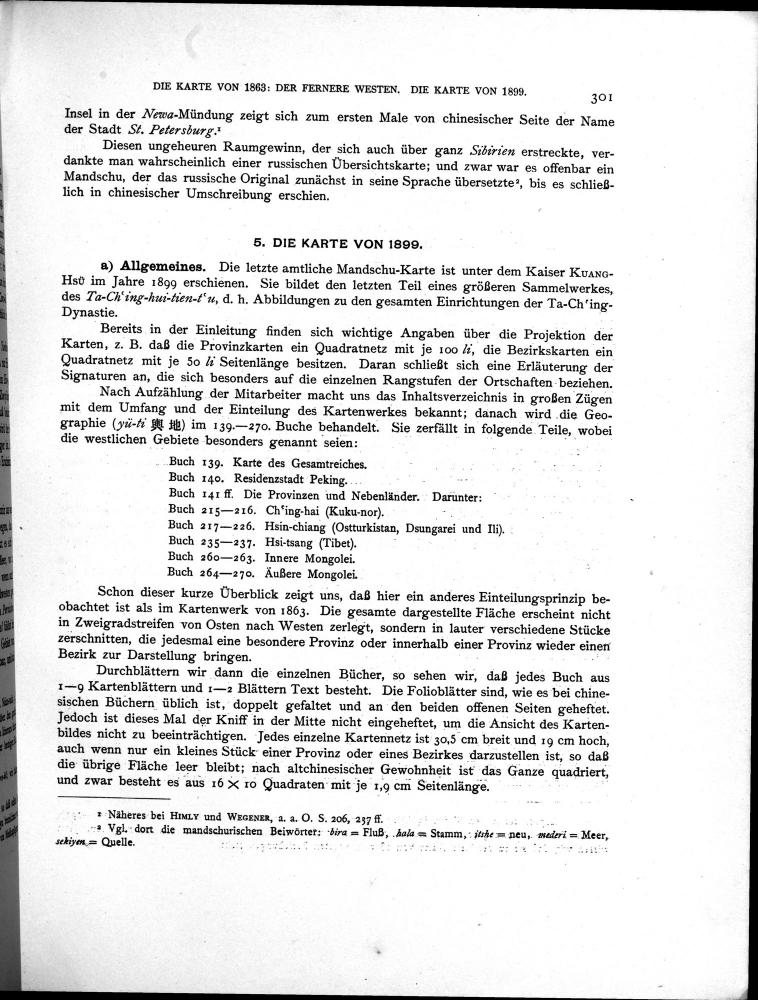 DIE KARTE VON 1863: DER FERNERE WESTEN. DIE KARTE VON 1899.
301
Insel in der Newa-Mündung zeigt sich zum ersten Male von chinesischer Seite der Name
der Stadt St. Petersburg.¹
Diesen ungeheuren Raumgewinn, der sich auch über ganz Sibirien erstreckte, ver-
dankte man wahrscheinlich einer russischen Übersichtskarte; und zwar war es offenbar ein
Mandschu, der das russische Original zunächst in seine Sprache übersetzte², bis es schließ-
lich in chinesischer Umschreibung erschien.
5. DIE KARTE VON 1899.
a) Allgemeines. Die letzte amtliche Mandschu-Karte ist unter dem Kaiser KUANG-
HSÜ im Jahre 1899 erschienen. Sie bildet den letzten Teil eines größeren Sammelwerkes,
des Ta-Chʻing-hui-tien-tʻu, d. h. Abbildungen zu den gesamten Einrichtungen der Ta-Chʻing-
Dynastie.
Bereits in der Einleitung finden sich wichtige Angaben über die Projektion der
Karten, z. B. daß die Provinzkarten ein Quadratnetz mit je 100 li, die Bezirkskarten ein
Quadratnetz mit je 50 li Seitenlänge besitzen. Daran schließt sich eine Erläuterung der
Signaturen an, die sich besonders auf die einzelnen Rangstufen der Ortschaften beziehen.
Nach Aufzählung der Mitarbeiter macht uns das Inhaltsverzeichnis in großen Zügen
mit dem Umfang und der Einteilung des Kartenwerkes bekannt; danach wird die Geo-
graphie (yü-ti 輿 地) im 139.—270. Buche behandelt. Sie zerfällt in folgende Teile, wobei
die westlichen Gebiete besonders genannt seien:
Buch 139. Karte des Gesamtreiches.
Buch 140. Residenzstadt Peking.
Buch 141 ff. Die Provinzen und Nebenländer. Darunter:
Buch 215—216. Chʻing-hai (Kuku-nor).
Buch 217—226. Hsin-chiang (Ostturkistan, Dsungarei und Ili).
Buch 235—237. Hsi-tsang (Tibet).
Buch 260—263. Innere Mongolei.
Buch 264—270. Äußere Mongolei.
Schon dieser kurze Überblick zeigt uns, daß hier ein anderes Einteilungsprinzip be-
obachtet ist als im Kartenwerk von 1863. Die gesamte dargestellte Fläche erscheint nicht
in Zweigradstreifen von Osten nach Westen zerlegt, sondern in lauter verschiedene Stücke
zerschnitten, die jedesmal eine besondere Provinz oder innerhalb einer Provinz wieder einen
Bezirk zur Darstellung bringen.
Durchblättern wir dann die einzelnen Bücher, so sehen wir, daß jedes Buch aus
1—9 Kartenblättern und 1—2 Blättern Text besteht. Die Folioblätter sind, wie es bei chine-
sischen Büchern üblich ist, doppelt gefaltet und an den beiden offenen Seiten geheftet.
Jedoch ist dieses Mal der Kniff in der Mitte nicht eingeheftet, um die Ansicht des Karten-
bildes nicht zu beeinträchtigen. Jedes einzelne Kartennetz ist 30,5 cm breit und 19 cm hoch,
auch wenn nur ein kleines Stück einer Provinz oder eines Bezirkes darzustellen ist, so daß
die übrige Fläche leer bleibt; nach altchinesischer Gewohnheit ist das Ganze quadriert,
und zwar besteht es aus 16 × 10 Quadraten mit je 1,9 cm Seitenlänge.
¹ Näheres bei HIMLY und WEGENER, a. a. O. S. 206, 237 ff.
² Vgl. dort die mandschurischen Beiwörter: bira = Fluß, hala = Stamm, itshe = neu, mederi = Meer,
sekiyen = Quelle.